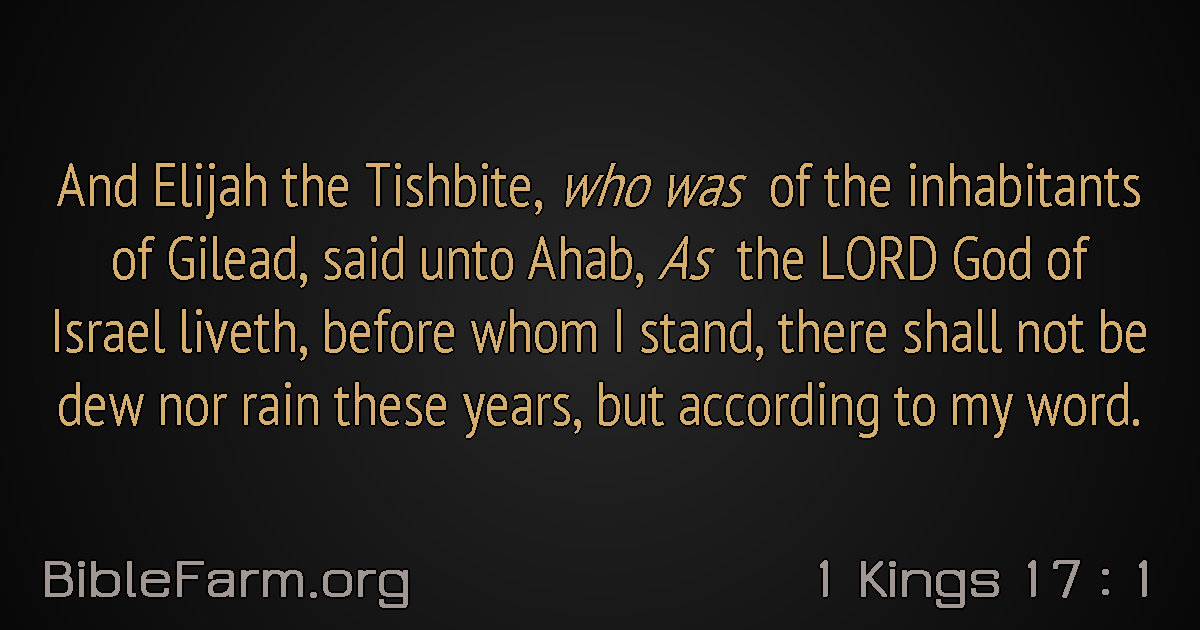 And Elijah the Tishbite, who was of the inhabitants
of Gilead, said unto Ahab, As the LORD God of
Israel liveth, before whom I stand, there shall not be
dew nor rain these years, but according to my word.
BibleFarm.org
1 Kings 17 : 1